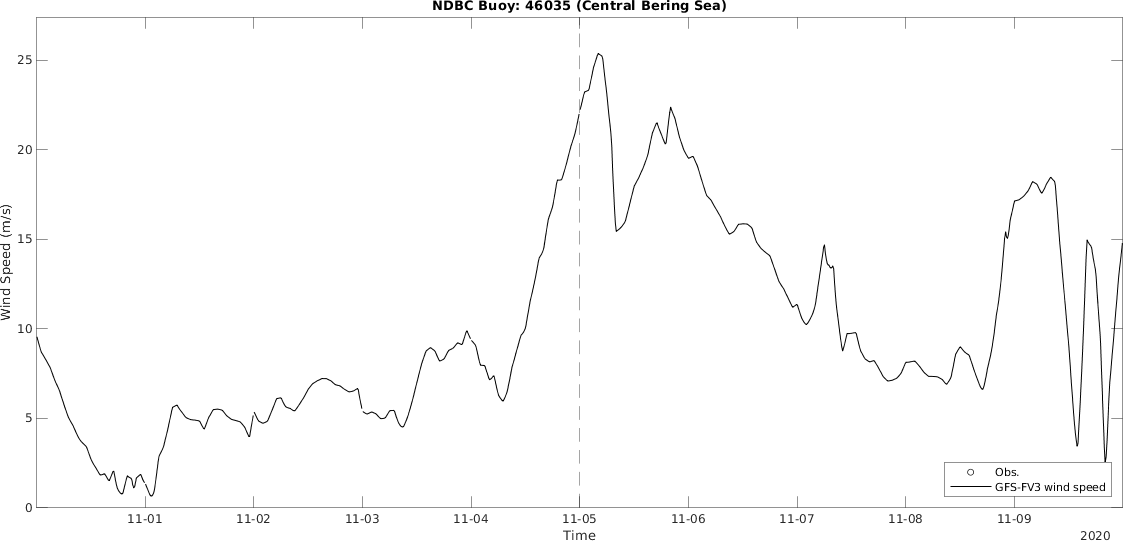 NDBC Buoy: 46035 (Central Bering Sea)
Wind Speed (m/s)
25
20
15
10
5
0
11-01 11-02 11-03 11-04 11-05 11-06 11-07 11-08 11-09
Time
2020
Obs.
GFS-FV3 wind speed